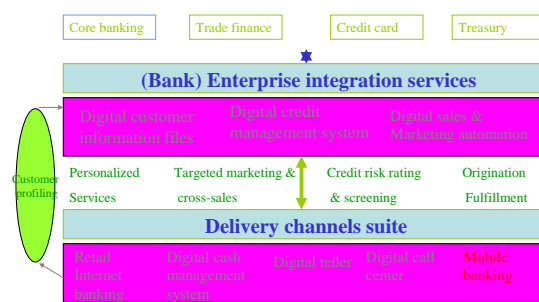 Core banking Trade finance Credit card Treasury
(Bank) Enterprise integration services
Digital customer information files
Digital credit management system
Digital sales & Marketing automation
Customer profiling
Personalized Targeted marketing & Credit risk rating Origination
Services cross-sales & screening Fulfillment
Delivery channels suite
Retail Internet banking
Digital cash management system
Digital teller
Digital call center
Mobile banking